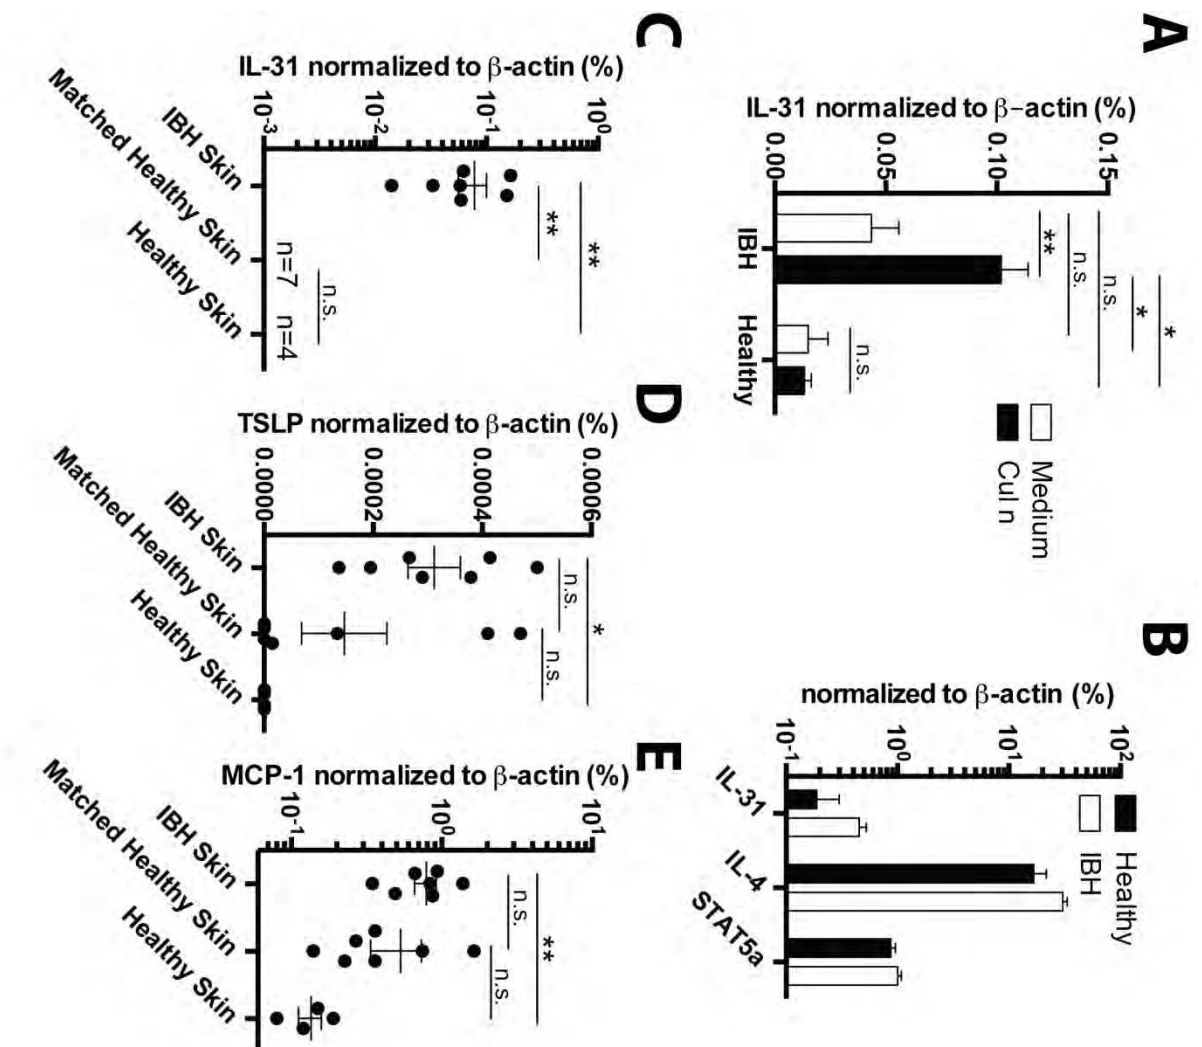 A
IL-31 normalized to β-actin (%)
0.15
0.10
0.05
0.00
IBH
Healthy
**
n.s.
n.s.
*
*
*
n.s.
Medium
Cul n
B
normalized to β-actin (%)
10²
10¹
10⁰
10⁻¹
IL-31
IL-4
STAT5a
Healthy
IBH
C
IL-31 normalized to β-actin (%)
10⁰
10⁻¹
10⁻²
10⁻³
IBH Skin
Matched Healthy Skin
Healthy Skin
**
**
n.s.
n=7
n=4
D
TSLP normalized to β-actin (%)
0.0006
0.0004
0.0002
0.0000
IBH Skin
Matched Healthy Skin
Healthy Skin
*
n.s.
n.s.
E
MCP-1 normalized to β-actin (%)
10¹
10⁰
10⁻¹
IBH Skin
Matched Healthy Skin
Healthy Skin
**
n.s.
n.s.